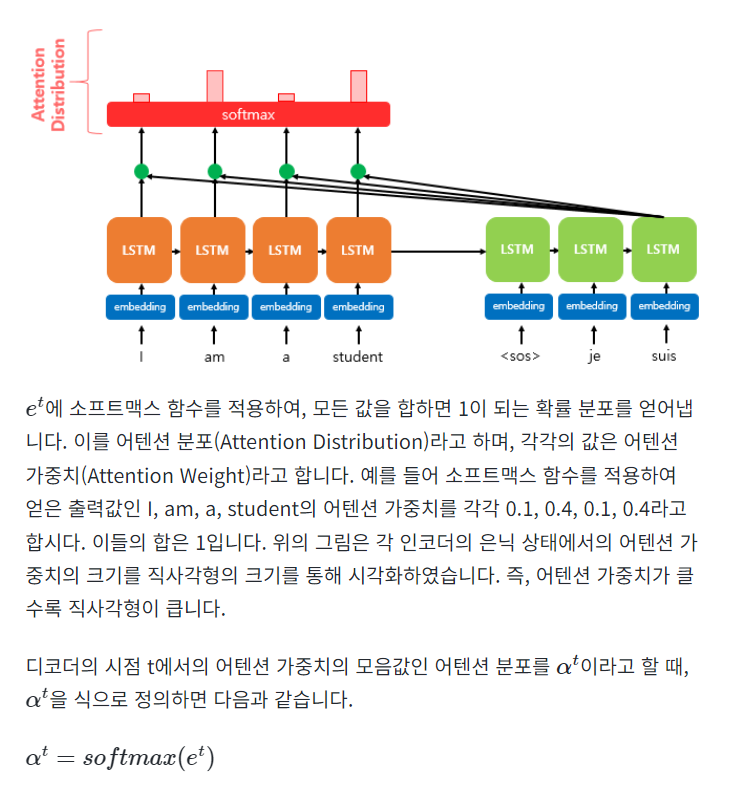 Attention
Distribution
softmax
LSTM LSTM LSTM LSTM LSTM LSTM LSTM
embedding embedding embedding embedding embedding embedding embedding
I am a student <sos> je suis
e^t에 소프트맥스 함수를 적용하여, 모든 값을 합하면 1이 되는 확률 분포를 얻어냅
니다. 이를 어텐션 분포(Attention Distribution)라고 하며, 각각의 값은 어텐션
가중치(Attention Weight)라고 합니다. 예를 들어 소프트맥스 함수를 적용하여
얻은 출력값인 I, am, a, student의 어텐션 가중치를 각각 0.1, 0.4, 0.1, 0.4라고
합시다. 이들의 합은 1입니다. 위의 그림은 각 인코더의 은닉 상태에서의 어텐션 가
중치의 크기를 직사각형의 크기를 통해 시각화하였습니다. 즉, 어텐션 가중치가 클
수록 직사각형이 큽니다.
디코더의 시점 t에서의 어텐션 가중치의 모음값인 어텐션 분포를 α^t이라고 할 때,
α^t을 식으로 정의하면 다음과 같습니다.
α^t = softmax(e^t)